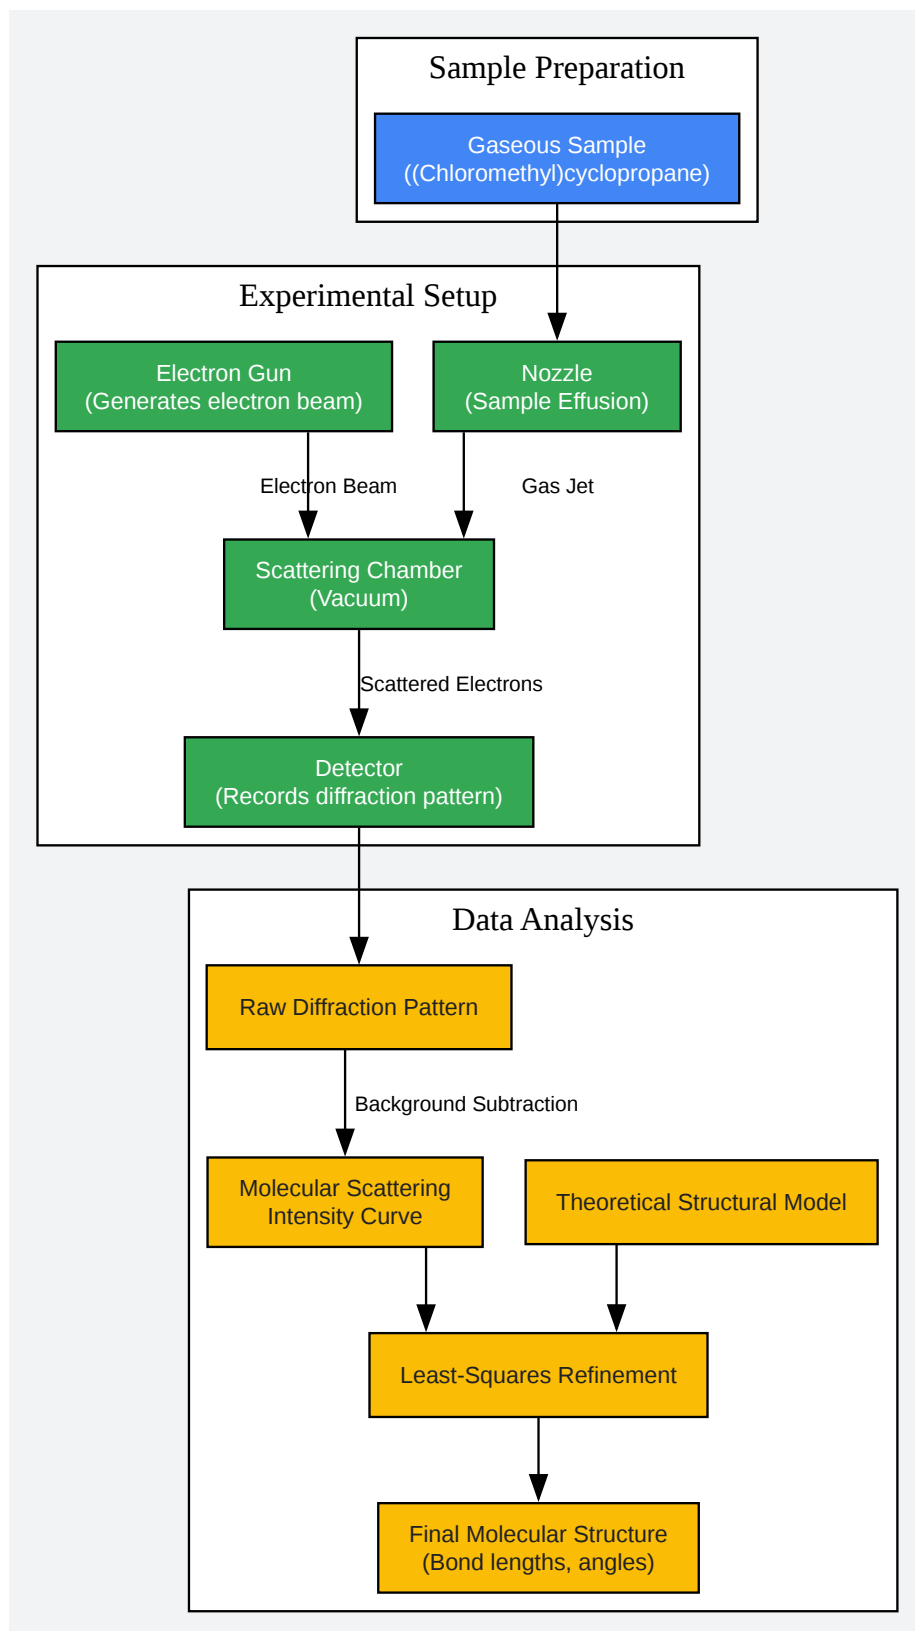 Sample Preparation
Gaseous Sample
((Chloromethyl)cyclopropane)
Experimental Setup
Electron Gun
(Generates electron beam)
Nozzle
(Sample Effusion)
Electron Beam
Gas Jet
Scattering Chamber
(Vacuum)
Scattered Electrons
Detector
(Records diffraction pattern)
Data Analysis
Raw Diffraction Pattern
Background Subtraction
Molecular Scattering
Intensity Curve
Theoretical Structural Model
Least-Squares Refinement
Final Molecular Structure
(Bond lengths, angles)